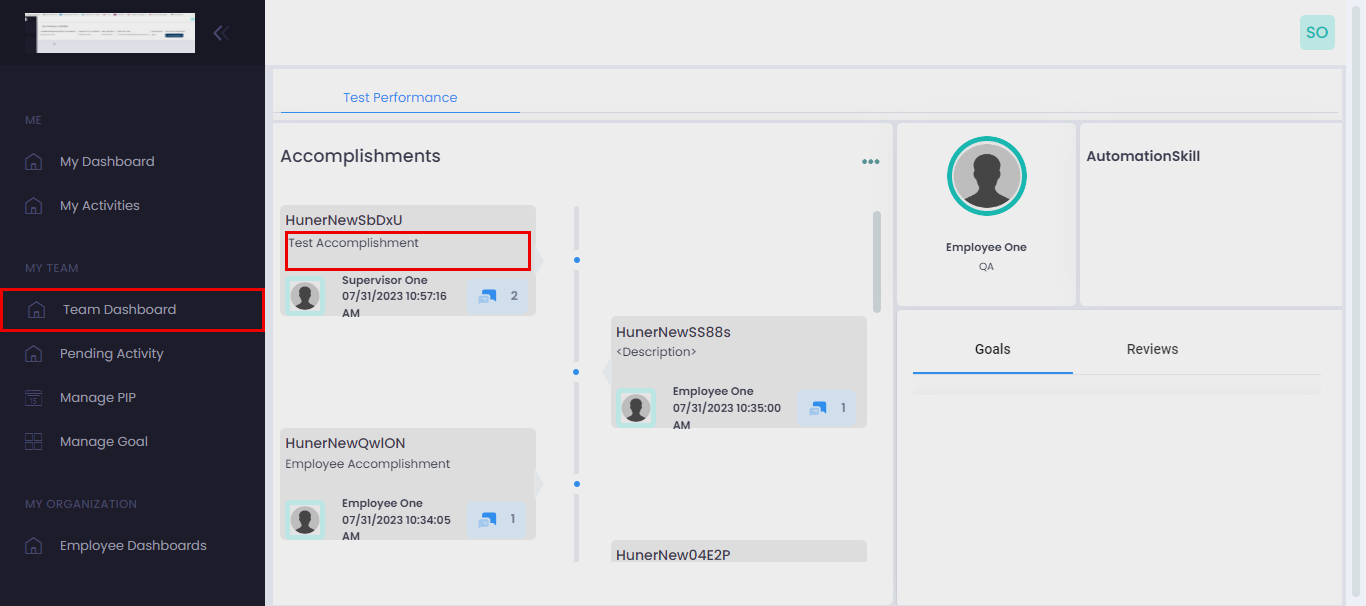 SO
ME
My Dashboard
My Activities
MY TEAM
Team Dashboard
Pending Activity
Manage PIP
Manage Goal
MY ORGANIZATION
Employee Dashboards
Test Performance
Accomplishments
HunerNewSbDxU
Test Accomplishment
Supervisor One
07/31/2023 10:57:16
AM
2
HunerNewSS88s
<Description>
Employee One
07/31/2023 10:35:00
AM
1
HunerNewQwlON
Employee Accomplishment
Employee One
07/31/2023 10:34:05
AM
1
HunerNew04E2P
Employee One
QA
AutomationSkill
Goals
Reviews